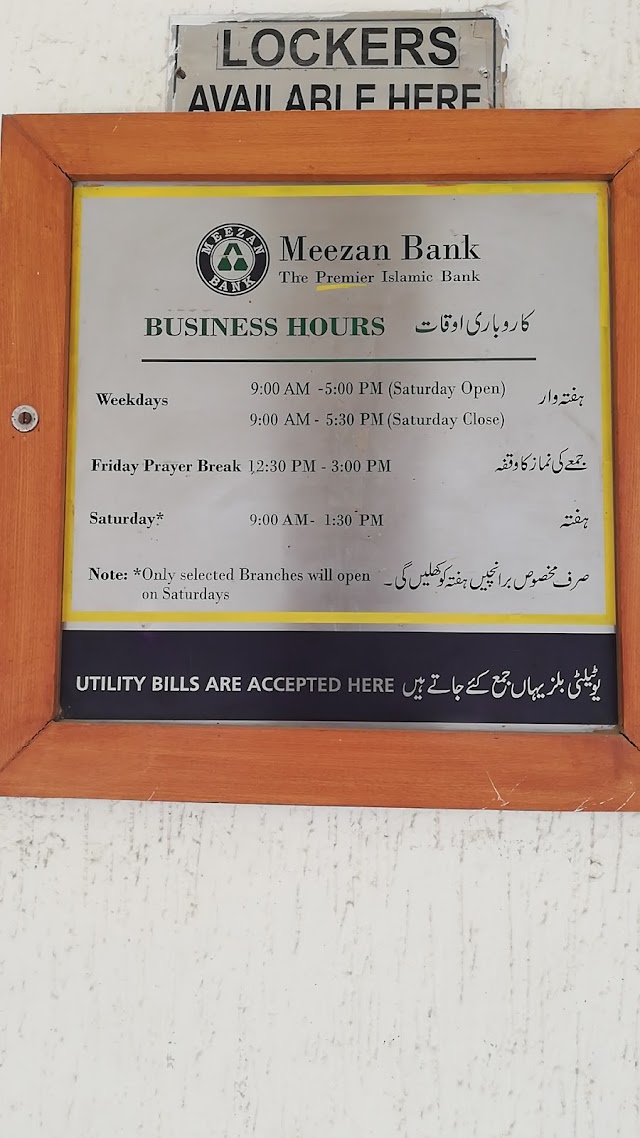 LOCKERS
AVAILABLE HERE
MEEZAN BANK
Meezan Bank
The Premier Islamic Bank
BUSINESS HOURS کاروباری اوقات
Weekdays 9:00 AM -5:00 PM (Saturday Open) ہفتہ وار
9:00 AM - 5:30 PM (Saturday Close)
Friday Prayer Break 12:30 PM - 3:00 PM جمعے کی نماز کا وقفہ
Saturday* 9:00 AM- 1:30 PM ہفتہ
Note: *Only selected Branches will open صرف مخصوص برانچیں ہفتہ کو کھلیں گی۔
on Saturdays
UTILITY BILLS ARE ACCEPTED HERE یوٹیلٹی بلز یہاں جمع کئے جاتے ہیں